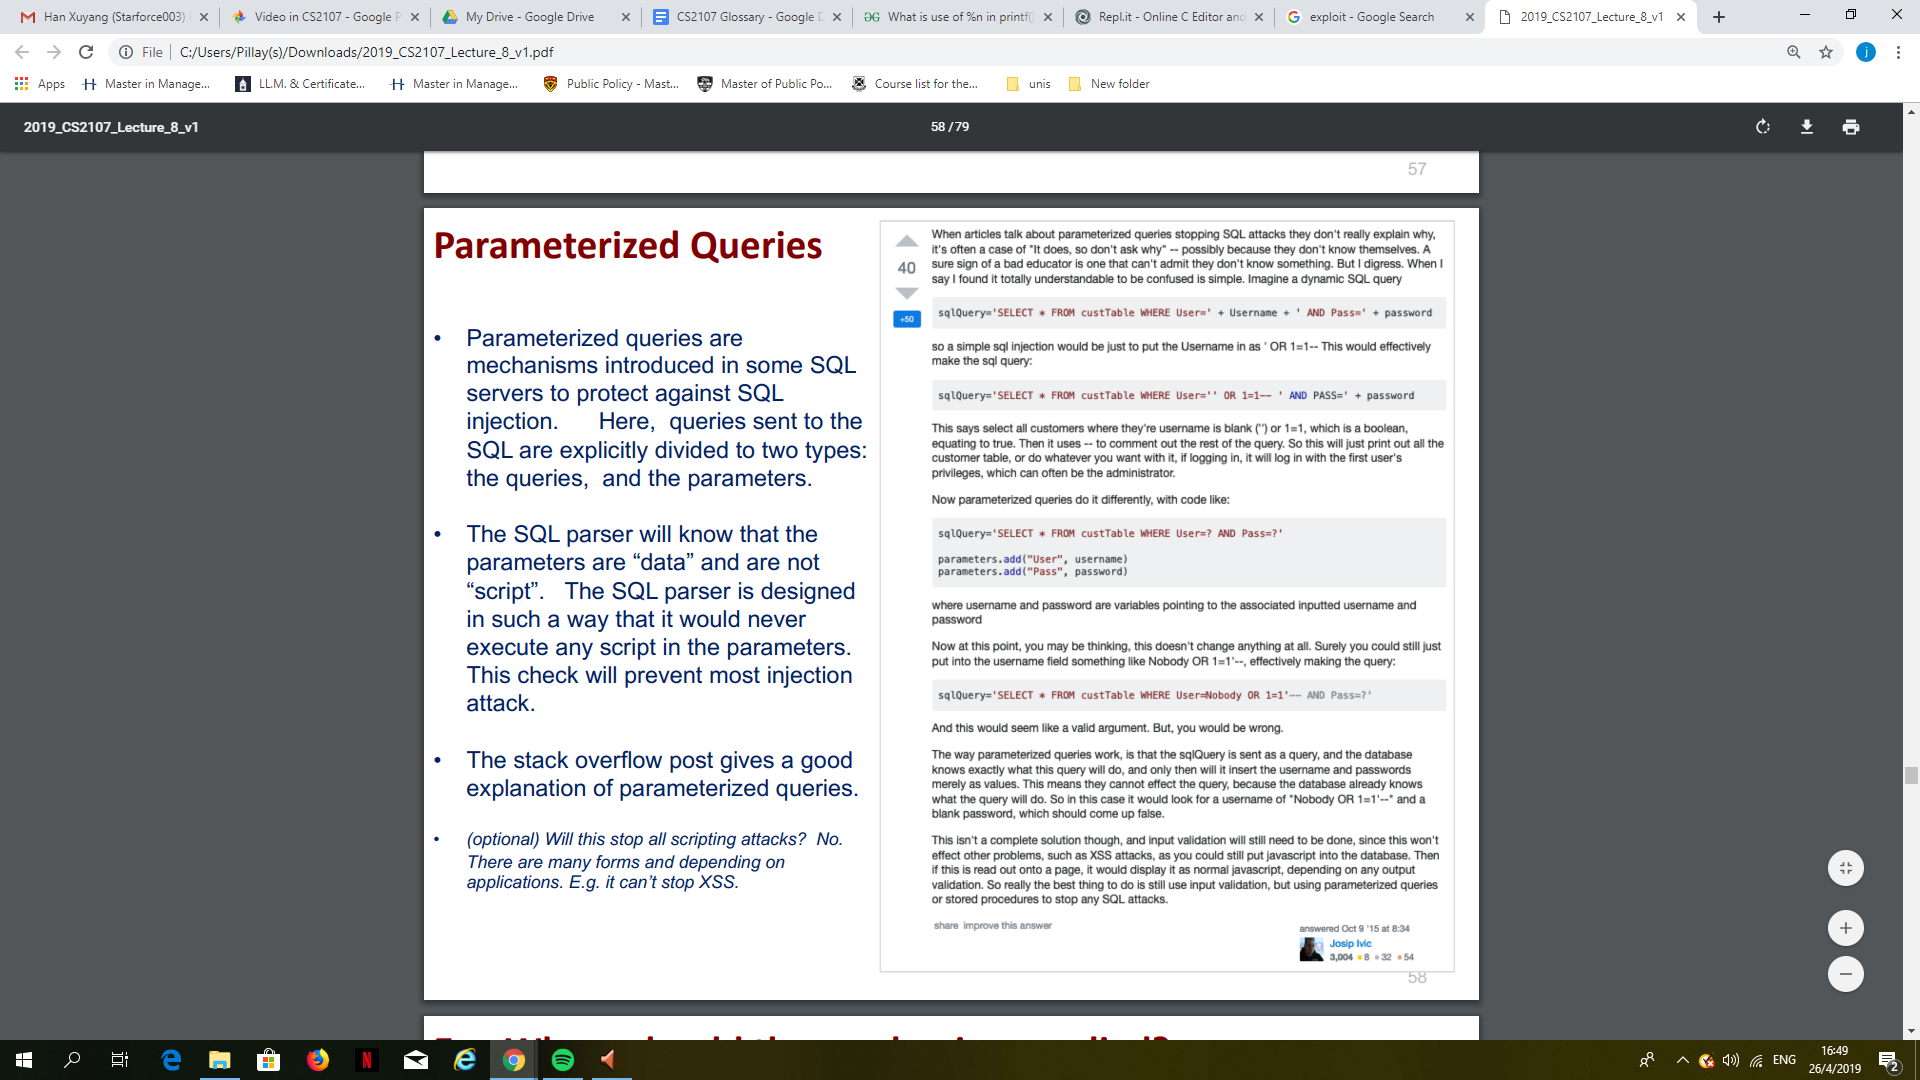 Han Xuyang (Starforce003)
Video in CS2107 - Google P
My Drive - Google Drive
CS2107 Glossary - Google D
What is use of %n in printf()
Repl.it - Online C Editor and
exploit - Google Search
2019_CS2107_Lecture_8_v1
File
C:/Users/Pillay(s)/Downloads/2019_CS2107_Lecture_8_v1.pdf
j
Apps
Master in Manage...
LL.M. & Certificate...
Master in Manage...
Public Policy - Mast...
Master of Public Po...
Course list for the...
unis
New folder
2019_CS2107_Lecture_8_v1
58 / 79
57
Parameterized Queries
• Parameterized queries are
mechanisms introduced in some SQL
servers to protect against SQL
injection. Here, queries sent to the
SQL are explicitly divided to two types:
the queries, and the parameters.
• The SQL parser will know that the
parameters are “data” and are not
“script”. The SQL parser is designed
in such a way that it would never
execute any script in the parameters.
This check will prevent most injection
attack.
• The stack overflow post gives a good
explanation of parameterized queries.
• (optional) Will this stop all scripting attacks? No.
There are many forms and depending on
applications. E.g. it can’t stop XSS.
40
+50
When articles talk about parameterized queries stopping SQL attacks they don't really explain why,
it's often a case of "It does, so don't ask why" -- possibly because they don't know themselves. A
sure sign of a bad educator is one that can't admit they don't know something. But I digress. When I
say I found it totally understandable to be confused is simple. Imagine a dynamic SQL query
sqlQuery='SELECT * FROM custTable WHERE User=' + Username + ' AND Pass=' + password
so a simple sql injection would be just to put the Username in as ' OR 1=1-- This would effectively
make the sql query:
sqlQuery='SELECT * FROM custTable WHERE User='' OR 1=1-- ' AND PASS=' + password
This says select all customers where they're username is blank ('') or 1=1, which is a boolean,
equating to true. Then it uses -- to comment out the rest of the query. So this will just print out all the
customer table, or do whatever you want with it, if logging in, it will log in with the first user's
privileges, which can often be the administrator.
Now parameterized queries do it differently, with code like:
sqlQuery='SELECT * FROM custTable WHERE User=? AND Pass=?'
parameters.add("User", username)
parameters.add("Pass", password)
where username and password are variables pointing to the associated inputted username and
password
Now at this point, you may be thinking, this doesn't change anything at all. Surely you could still just
put into the username field something like Nobody OR 1=1'--, effectively making the query:
sqlQuery='SELECT * FROM custTable WHERE User=Nobody OR 1=1'-- AND Pass=?'
And this would seem like a valid argument. But, you would be wrong.
The way parameterized queries work, is that the sqlQuery is sent as a query, and the database
knows exactly what this query will do, and only then will it insert the username and passwords
merely as values. This means they cannot effect the query, because the database already knows
what the query will do. So in this case it would look for a username of "Nobody OR 1=1'--" and a
blank password, which should come up false.
This isn't a complete solution though, and input validation will still need to be done, since this won't
effect other problems, such as XSS attacks, as you could still put javascript into the database. Then
if this is read out onto a page, it would display it as normal javascript, depending on any output
validation. So really the best thing to do is still use input validation, but using parameterized queries
or stored procedures to stop any SQL attacks.
share improve this answer
answered Oct 9 '15 at 8:34
Josip Ivic
3,004 8 32 54
58
ENG
16:49
26/4/2019
2